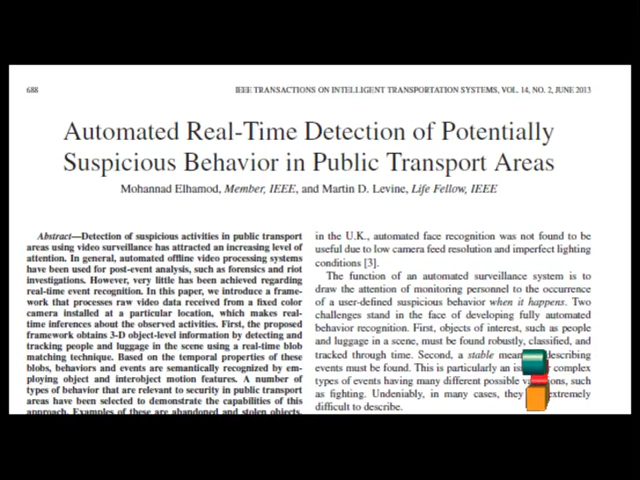 688
IEEE TRANSACTIONS ON INTELLIGENT TRANSPORTATION SYSTEMS, VOL. 14, NO. 2, JUNE 2013
Automated Real-Time Detection of Potentially
Suspicious Behavior in Public Transport Areas
Mohannad Elhamod, Member, IEEE, and Martin D. Levine, Life Fellow, IEEE
Abstract—Detection of suspicious activities in public transport
areas using video surveillance has attracted an increasing level of
attention. In general, automated offline video processing systems
have been used for post-event analysis, such as forensics and riot
investigations. However, very little has been achieved regarding
real-time event recognition. In this paper, we introduce a frame-
work that processes raw video data received from a fixed color
camera installed at a particular location, which makes real-
time inferences about the observed activities. First, the proposed
framework obtains 3-D object-level information by detecting and
tracking people and luggage in the scene using a real-time blob
matching technique. Based on the temporal properties of these
blobs, behaviors and events are semantically recognized by em-
ploying object and interobject motion features. A number of
types of behavior that are relevant to security in public transport
areas have been selected to demonstrate the capabilities of this
approach. Examples of these are abandoned and stolen objects,
in the U.K., automated face recognition was not found to be
useful due to low camera feed resolution and imperfect lighting
conditions [3].
The function of an automated surveillance system is to
draw the attention of monitoring personnel to the occurrence
of a user-defined suspicious behavior when it happens. Two
challenges stand in the face of developing fully automated
behavior recognition. First, objects of interest, such as people
and luggage in a scene, must be found robustly, classified, and
tracked through time. Second, a stable describing
events must be found. This is particularly an complex
types of events having many different possible such
as fighting. Undeniably, in many cases, they extremely
difficult to describe.